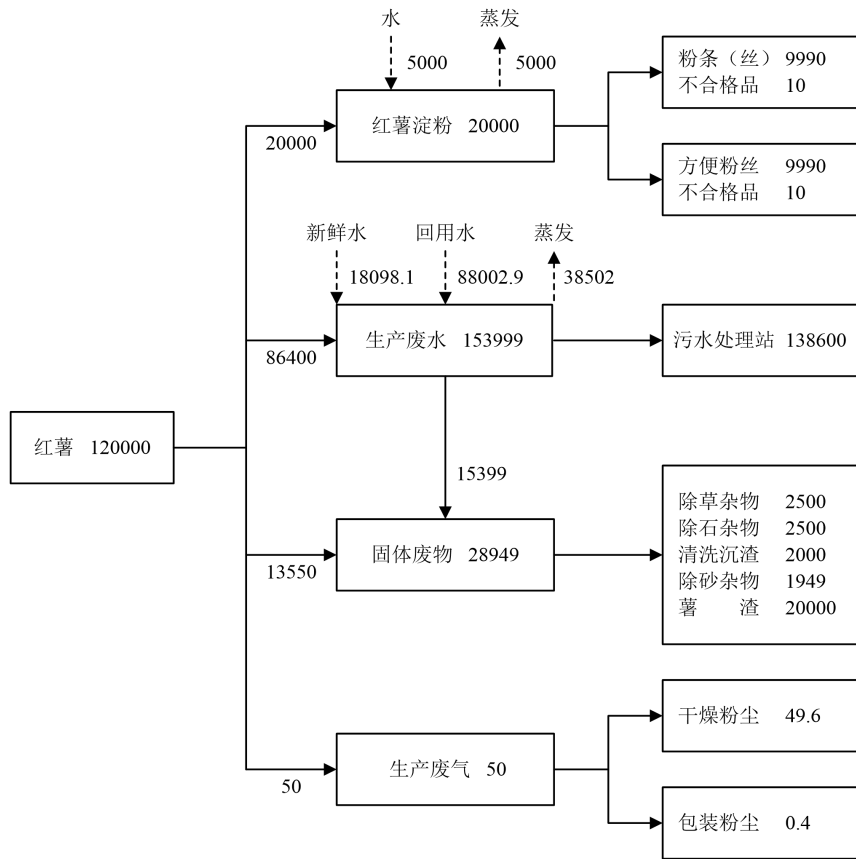 水
蒸发
5000
5000
粉条（丝） 9990
不合格品 10
红薯淀粉 20000
20000
方便粉丝 9990
不合格品 10
新鲜水
回用水
蒸发
18098.1
88002.9
38502
生产废水 153999
污水处理站 138600
86400
红薯 120000
15399
除草杂物 2500
除石杂物 2500
清洗沉渣 2000
除砂杂物 1949
薯 渣 20000
固体废物 28949
13550
干燥粉尘 49.6
生产废气 50
50
包装粉尘 0.4